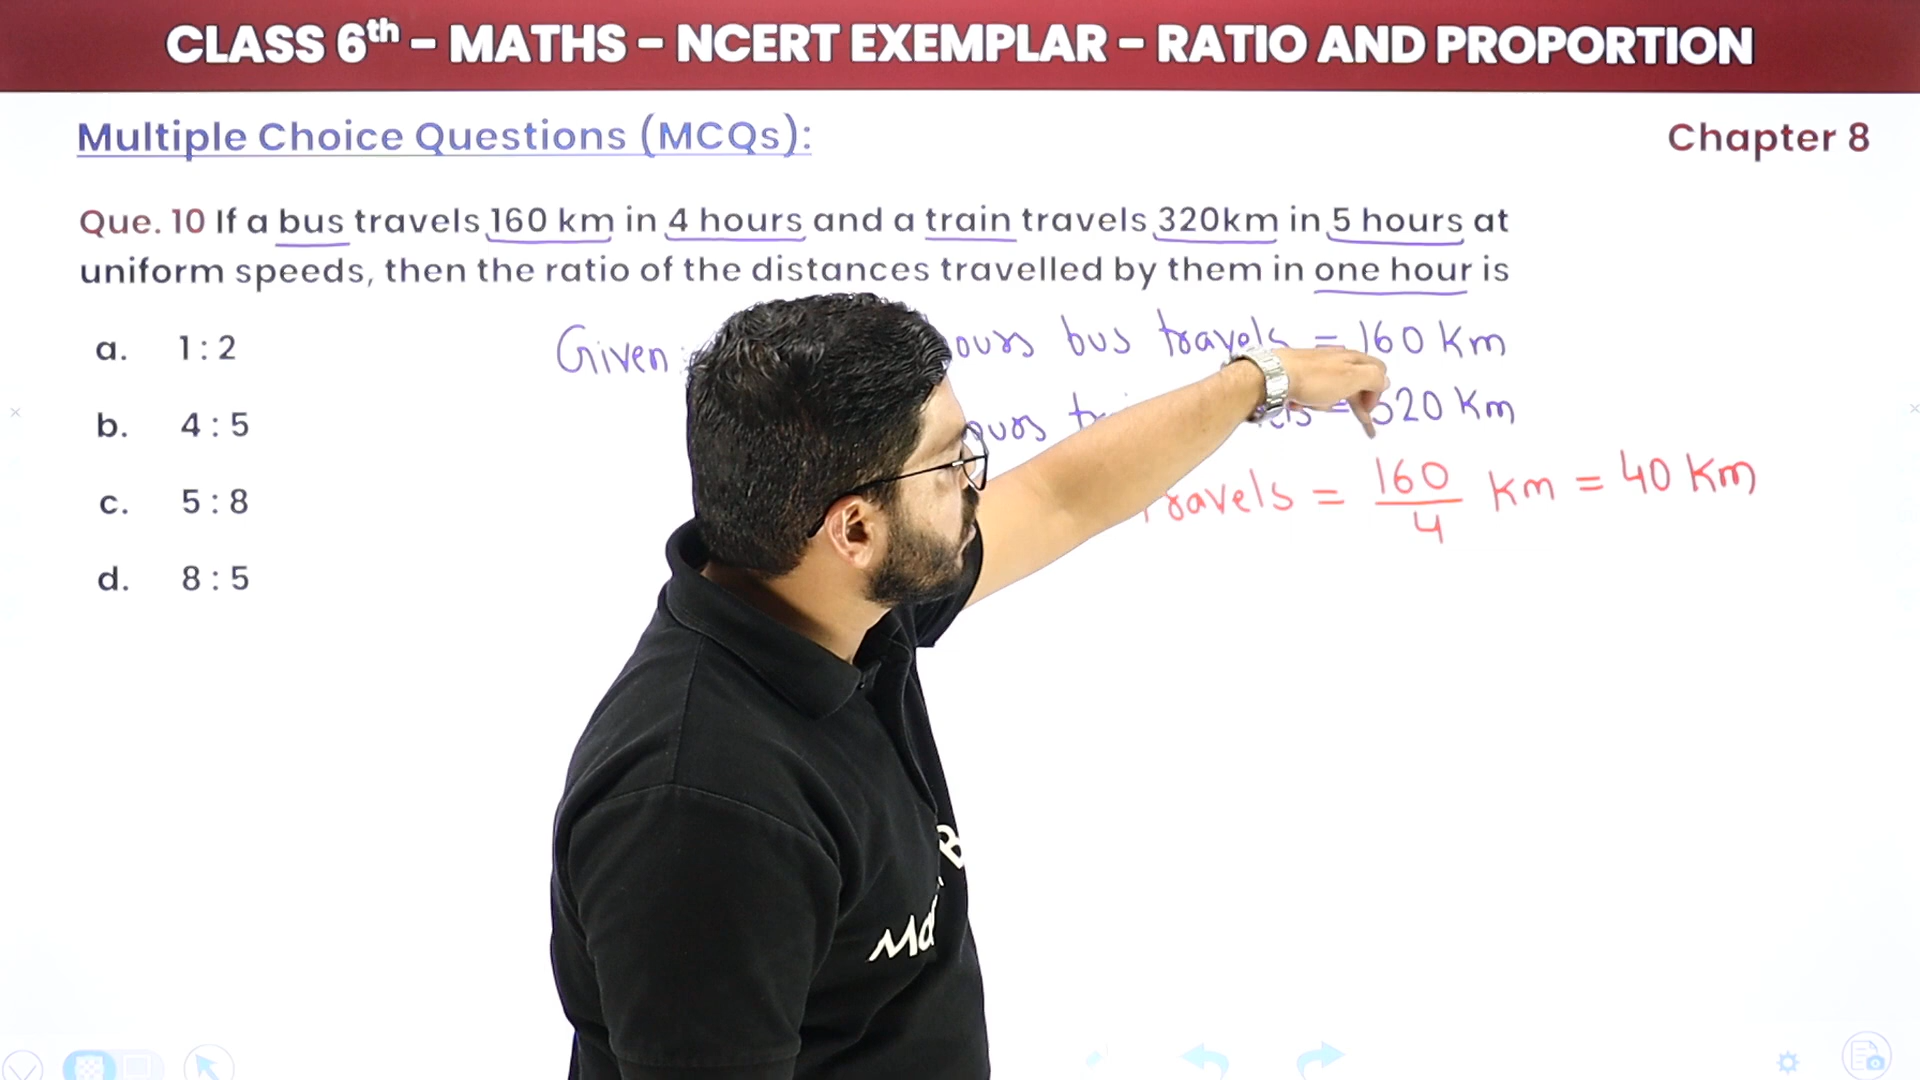 CLASS 6th – MATHS – NCERT EXEMPLAR – RATIO AND PROPORTION
Multiple Choice Questions (MCQs):
Chapter 8
Que. 10 If a bus travels 160 km in 4 hours and a train travels 320km in 5 hours at
uniform speeds, then the ratio of the distances travelled by them in one hour is
a. 1 : 2
b. 4 : 5
c. 5 : 8
d. 8 : 5
Given : bus travels = 160 Km
= 320 Km
travels = 160/4 Km = 40 Km